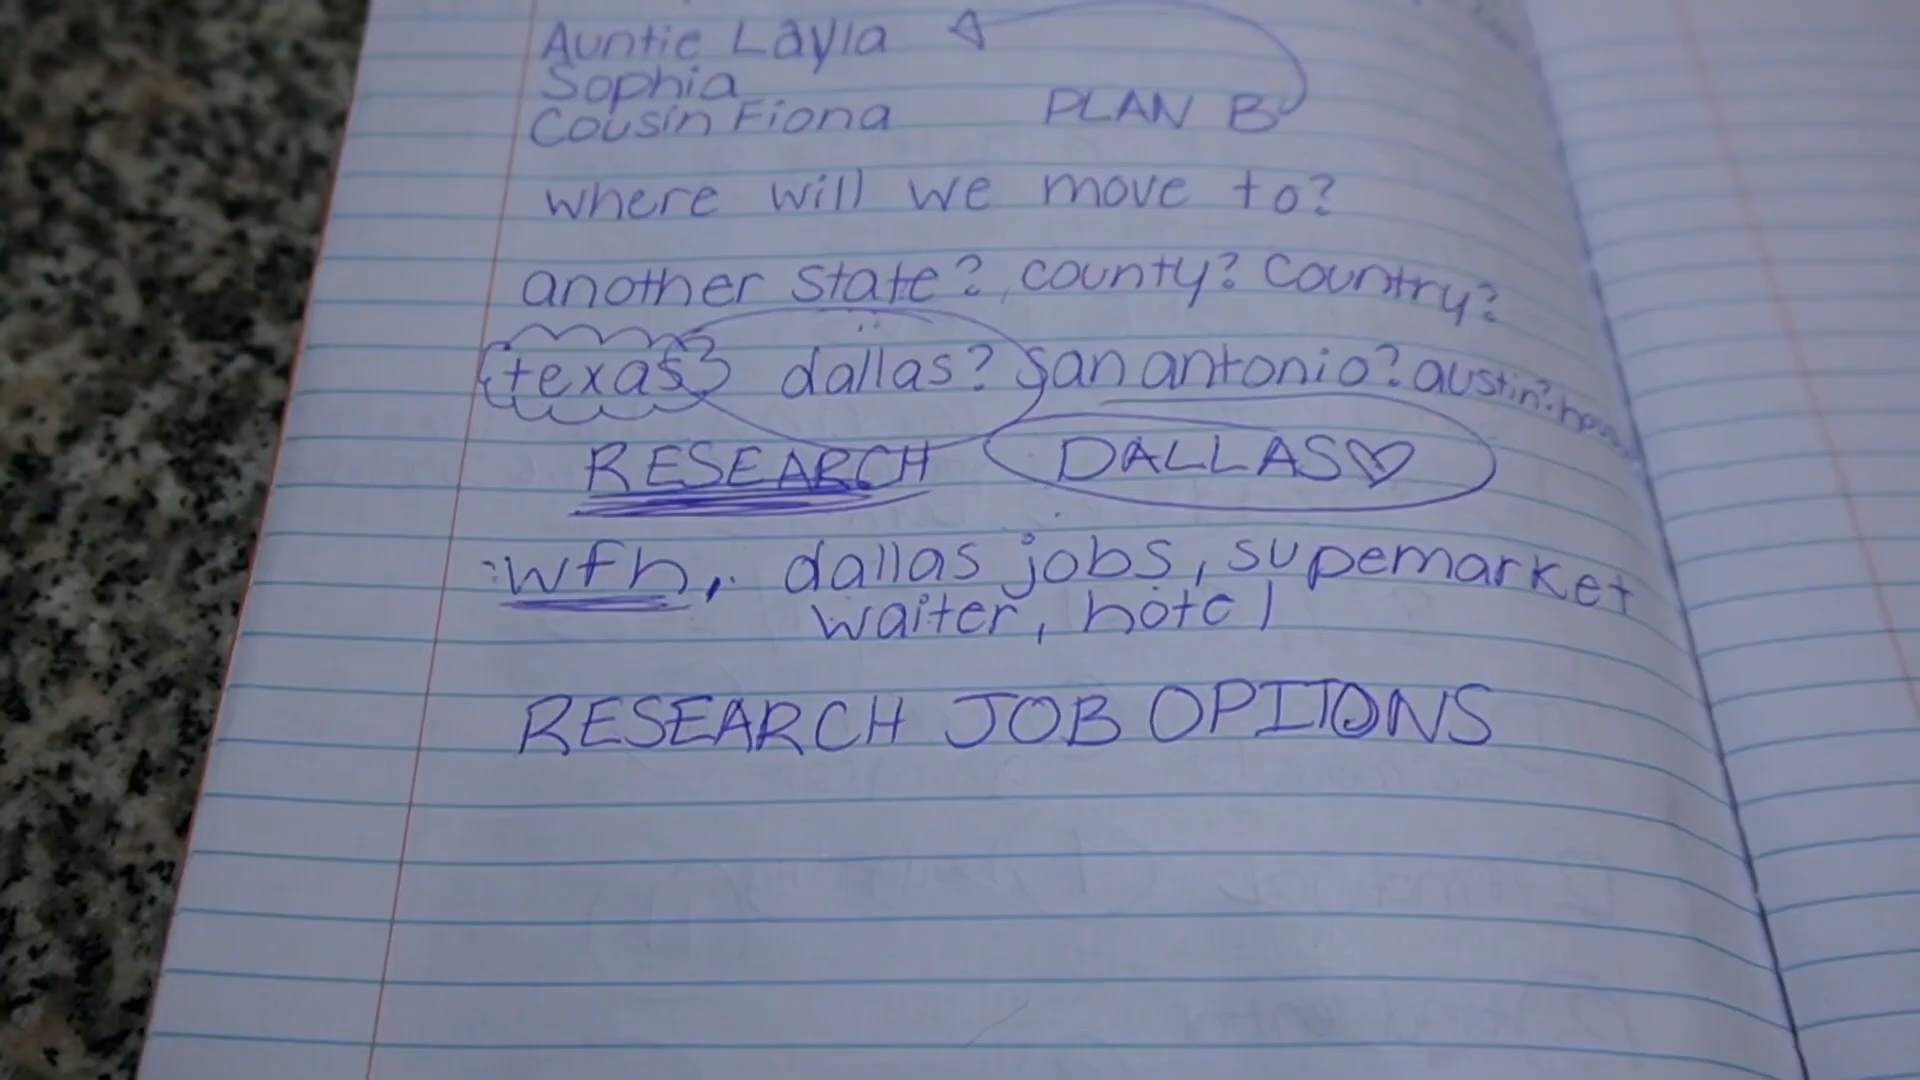 Auntie Layla
Sophia
Cousin Fiona PLAN B
where will we move to?
another state?, county? Country?
texas? dallas? San antonio? austin?
RESEARCH DALLAS♡
:wfh, dallas jobs, supemarket
waiter, hotel
RESEARCH JOB OPITONS